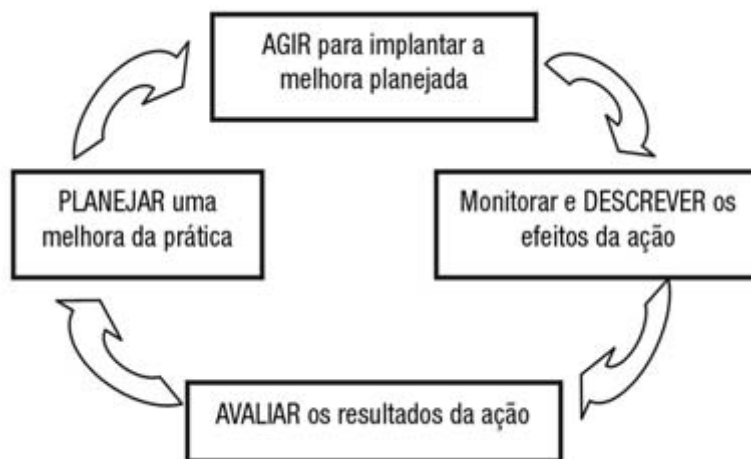 AGIR para implantar a
melhora planejada
PLANEJAR uma
melhora da prática
Monitorar e DESCREVER os
efeitos da ação
AVALIAR os resultados da ação